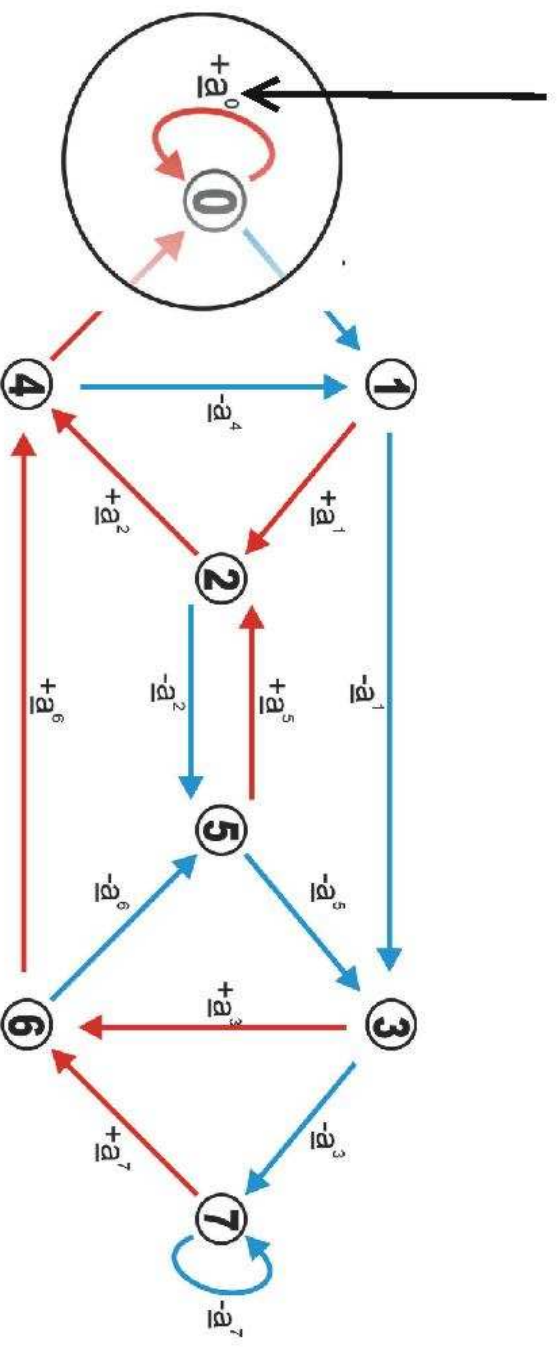 1 3
-a¹
+a¹ -a⁵ -a³
+a⁵
+a⁰ 0 -a⁴ 2 5 +a³ 7 -a⁷
-a²
+a² -a⁶ +a⁷
+a⁶
4 6